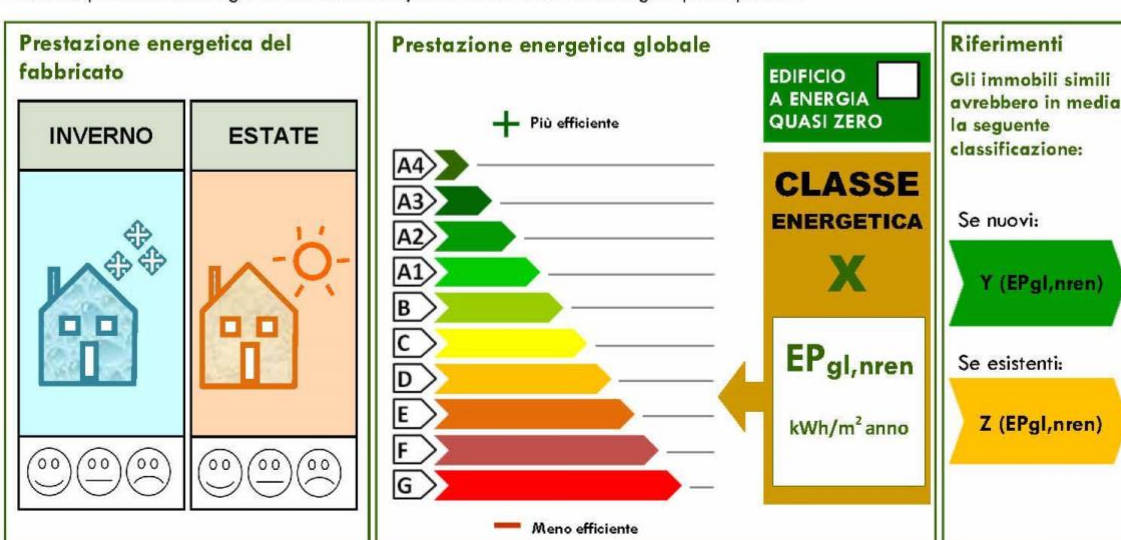 Prestazione energetica del
fabbricato
INVERNO
ESTATE
Prestazione energetica globale
Più efficiente
A4
A3
A2
A1
B
C
D
E
F
G
Meno efficiente
EDIFICIO
A ENERGIA
QUASI ZERO
CLASSE
ENERGETICA
X
EPgl,nren
kWh/m² anno
Riferimenti
Gli immobili simili
avrebbero in media
la seguente
classificazione:
Se nuovi:
Y (EPgl,nren)
Se esistenti:
Z (EPgl,nren)